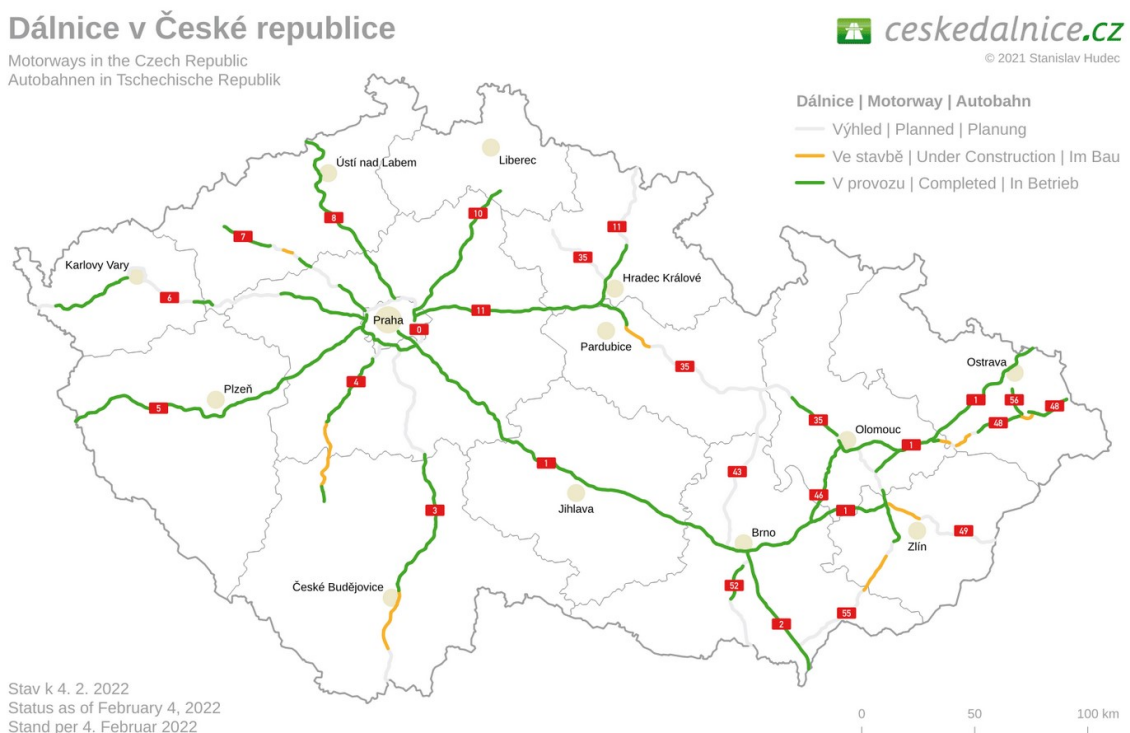 Dálnice v České republice
Motorways in the Czech Republic
Autobahnen in Tschechische Republik
ceskedalnice.cz
© 2021 Stanislav Hudec
Dálnice | Motorway | Autobahn
Výhled | Planned | Planung
Ve stavbě | Under Construction | Im Bau
V provozu | Completed | In Betrieb
Ústí nad Labem
Liberec
8
10
11
7
35
Karlovy Vary
Hradec Králové
6
11
Praha
0
Pardubice
35
Ostrava
4
Plzeň
5
1
56
48
35
48
Olomouc
1
1
43
46
Jihlava
3
1
Brno
49
Zlín
České Budějovice
52
55
2
Stav k 4. 2. 2022
Status as of February 4, 2022
Stand per 4. Februar 2022
0 50 100 km